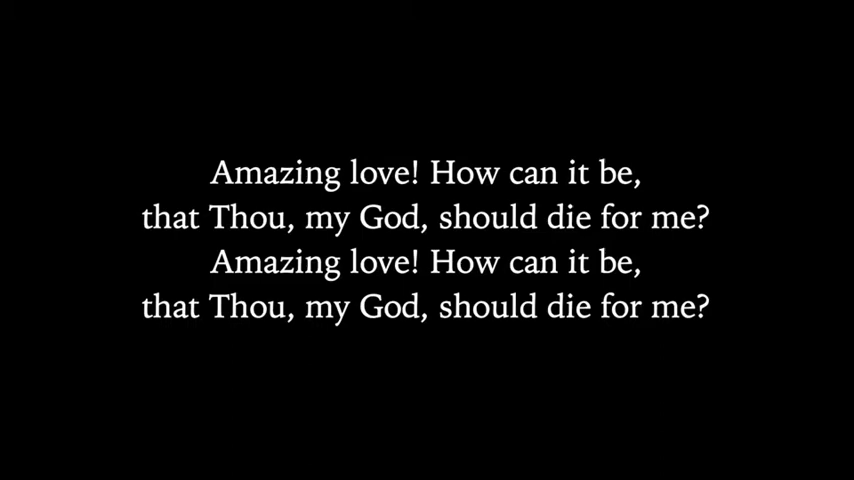 Amazing love! How can it be,
that Thou, my God, should die for me?
Amazing love! How can it be,
that Thou, my God, should die for me?